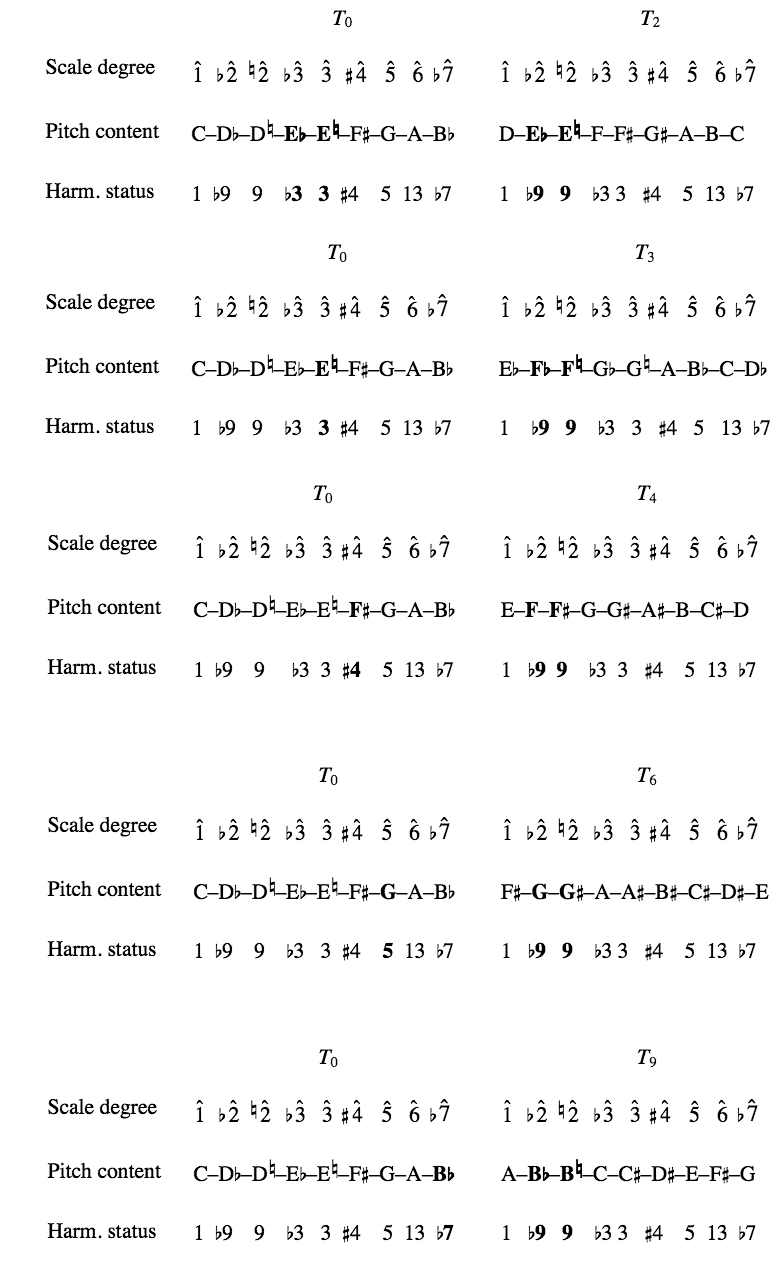 T₀ T₂
Scale degree 1̂ ♭2̂ ♮2̂ ♭3̂ 3̂ ♯4̂ 5̂ 6̂ ♭7̂ 1̂ ♭2̂ ♮2̂ ♭3̂ 3̂ ♯4̂ 5̂ 6̂ ♭7̂
Pitch content C–D♭–D♮–E♭–E♮–F♯–G–A–B♭ D–E♭–E♮–F–F♯–G♯–A–B–C
Harm. status 1 ♭9 9 ♭3 3 ♯4 5 13 ♭7 1 ♭9 9 ♭3 3 ♯4 5 13 ♭7
T₀ T₃
Scale degree 1̂ ♭2̂ ♮2̂ ♭3̂ 3̂ ♯4̂ 5̂ 6̂ ♭7̂ 1̂ ♭2̂ ♮2̂ ♭3̂ 3̂ ♯4̂ 5̂ 6̂ ♭7̂
Pitch content C–D♭–D♮–E♭–E♮–F♯–G–A–B♭ E♭–F♭–F♮–G♭–G♮–A–B♭–C–D♭
Harm. status 1 ♭9 9 ♭3 3 ♯4 5 13 ♭7 1 ♭9 9 ♭3 3 ♯4 5 13 ♭7
T₀ T₄
Scale degree 1̂ ♭2̂ ♮2̂ ♭3̂ 3̂ ♯4̂ 5̂ 6̂ ♭7̂ 1̂ ♭2̂ ♮2̂ ♭3̂ 3̂ ♯4̂ 5̂ 6̂ ♭7̂
Pitch content C–D♭–D♮–E♭–E♮–F♯–G–A–B♭ E–F–F♯–G–G♯–A♯–B–C♯–D
Harm. status 1 ♭9 9 ♭3 3 ♯4 5 13 ♭7 1 ♭9 9 ♭3 3 ♯4 5 13 ♭7
T₀ T₆
Scale degree 1̂ ♭2̂ ♮2̂ ♭3̂ 3̂ ♯4̂ 5̂ 6̂ ♭7̂ 1̂ ♭2̂ ♮2̂ ♭3̂ 3̂ ♯4̂ 5̂ 6̂ ♭7̂
Pitch content C–D♭–D♮–E♭–E♮–F♯–G–A–B♭ F♯–G–G♯–A–A♯–B♯–C♯–D♯–E
Harm. status 1 ♭9 9 ♭3 3 ♯4 5 13 ♭7 1 ♭9 9 ♭3 3 ♯4 5 13 ♭7
T₀ T₉
Scale degree 1̂ ♭2̂ ♮2̂ ♭3̂ 3̂ ♯4̂ 5̂ 6̂ ♭7̂ 1̂ ♭2̂ ♮2̂ ♭3̂ 3̂ ♯4̂ 5̂ 6̂ ♭7̂
Pitch content C–D♭–D♮–E♭–E♮–F♯–G–A–B♭ A–B♭–B♮–C–C♯–D♯–E–F♯–G
Harm. status 1 ♭9 9 ♭3 3 ♯4 5 13 ♭7 1 ♭9 9 ♭3 3 ♯4 5 13 ♭7